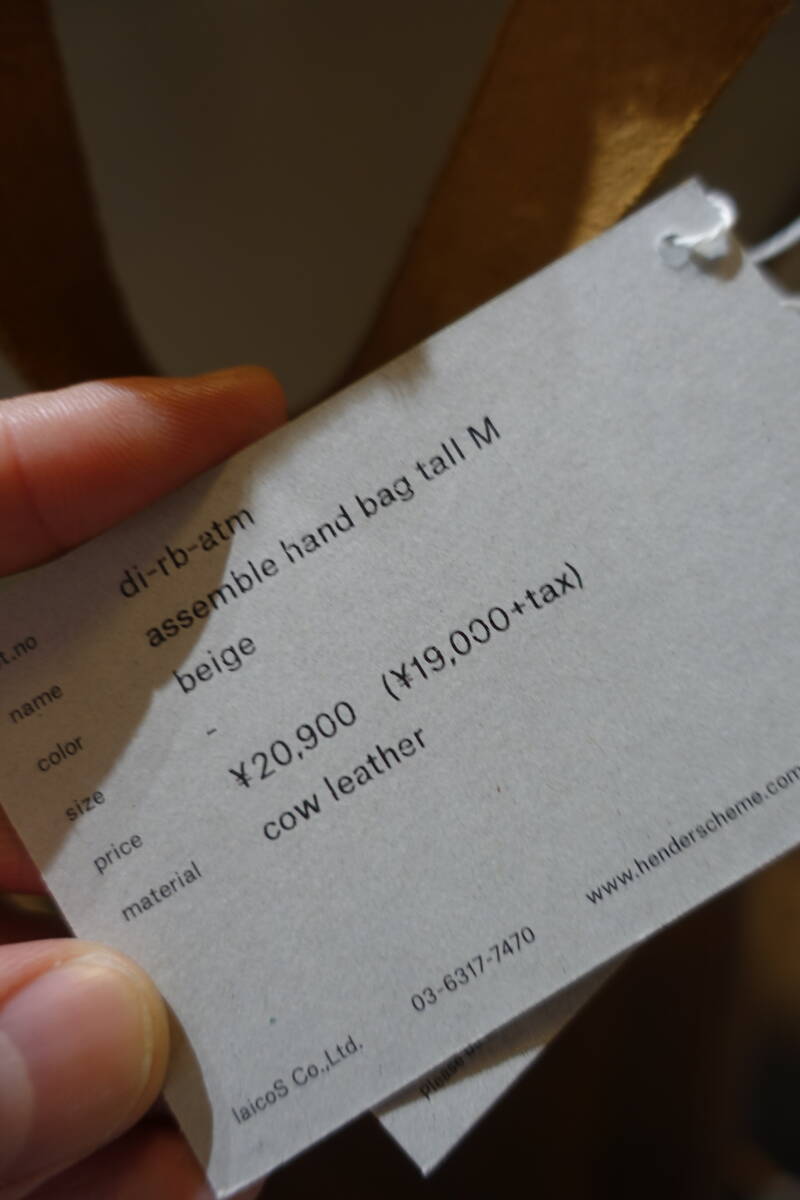 t.no di-rb-atm
name assemble hand bag tall M
color beige
size -
price ¥20,900 (¥19,000+tax)
material cow leather
laicoS Co.,Ltd. 03-6317-7470 www.henderscheme.com
Please